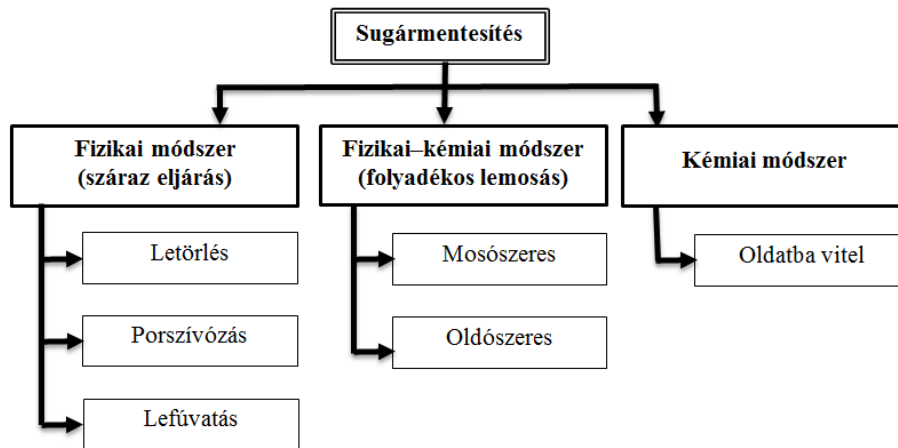 Sugármentesítés
Fizikai módszer
(száraz eljárás)
Letörlés
Porszívózás
Lefúvatás
Fizikai–kémiai módszer
(folyadékos lemosás)
Mosószeres
Oldószeres
Kémiai módszer
Oldatba vitel